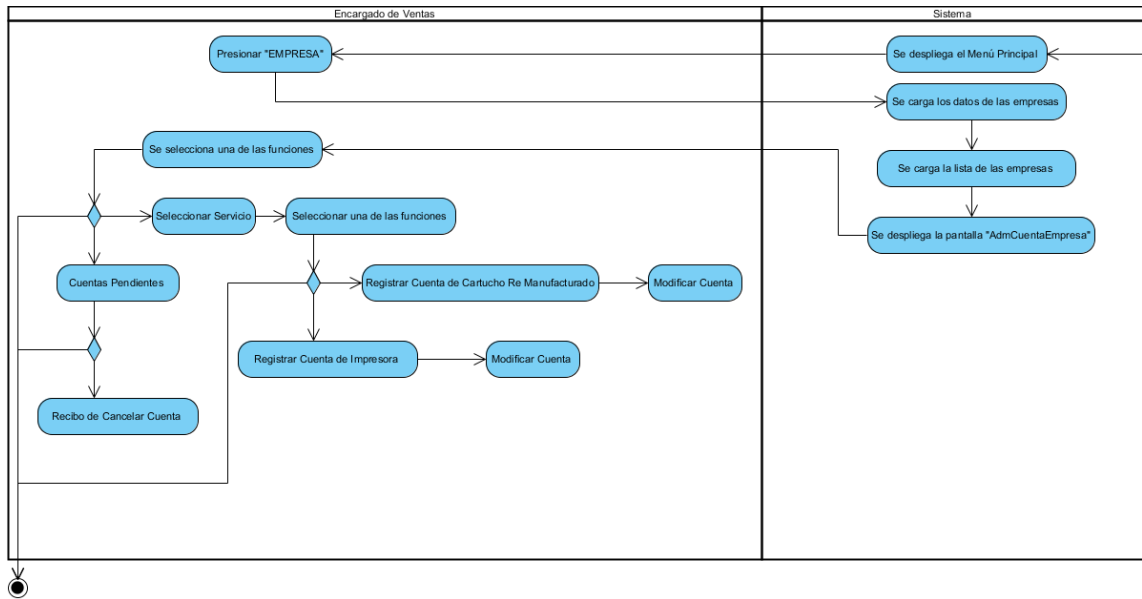 Encargado de Ventas
Sistema
Presionar "EMPRESA"
Se despliega el Menú Principal
Se carga los datos de las empresas
Se selecciona una de las funciones
Se carga la lista de las empresas
Seleccionar Servicio
Seleccionar una de las funciones
Se despliega la pantalla "AdmCuentaEmpresa"
Cuentas Pendientes
Registrar Cuenta de Cartucho Re Manufacturado
Modificar Cuenta
Registrar Cuenta de Impresora
Modificar Cuenta
Recibo de Cancelar Cuenta